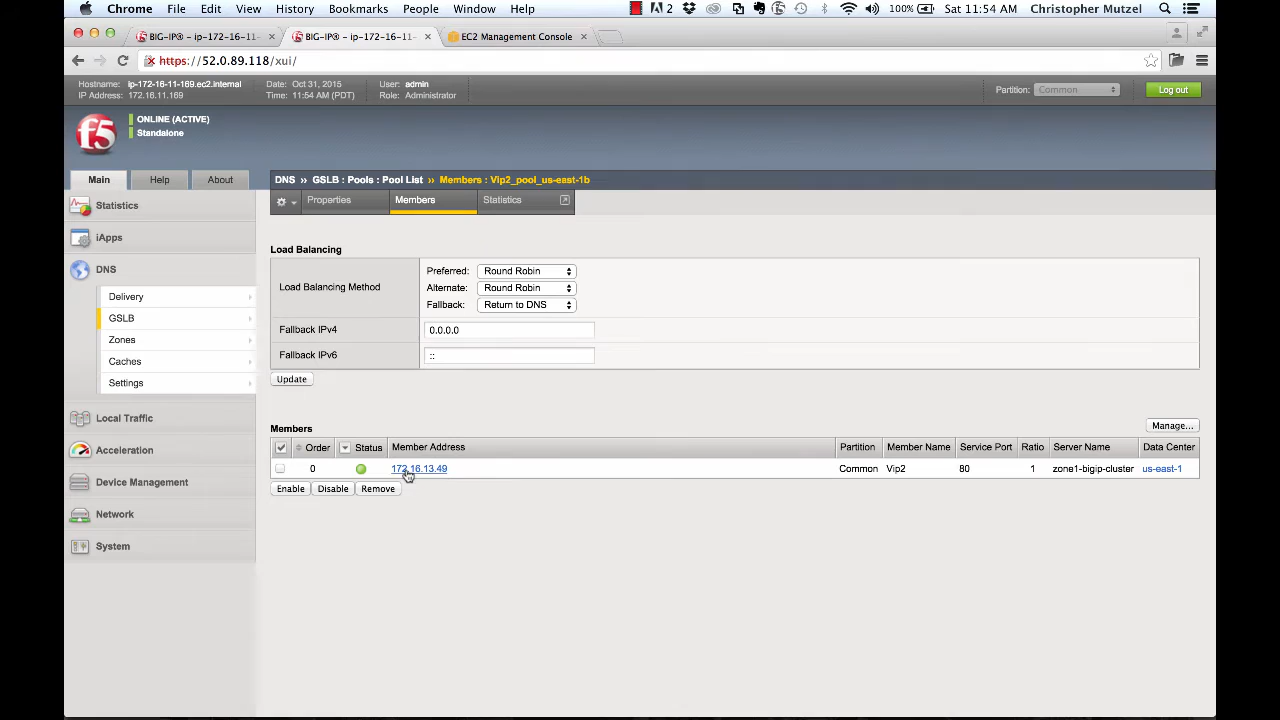 Chrome File Edit View History Bookmarks People Window Help 2 100% Sat 11:54 AM Christopher Mutzel
BIG-IP® – ip-172-16-11- BIG-IP® – ip-172-16-11- EC2 Management Console
https://52.0.89.118/xui/
Hostname: ip-172-16-11-169.ec2.internal Date: Oct 31, 2015 User: admin
IP Address: 172.16.11.169 Time: 11:54 AM (PDT) Role: Administrator
Partition: Common Log out
f5
ONLINE (ACTIVE)
Standalone
Main Help About
DNS » GSLB : Pools : Pool List » Members : Vip2_pool_us-east-1b
Properties Members Statistics
Statistics
iApps
DNS
Delivery
GSLB
Zones
Caches
Settings
Local Traffic
Acceleration
Device Management
Network
System
Load Balancing
Load Balancing Method
Preferred: Round Robin
Alternate: Round Robin
Fallback: Return to DNS
Fallback IPv4 0.0.0.0
Fallback IPv6 ::
Update
Members Manage...
Order Status Member Address Partition Member Name Service Port Ratio Server Name Data Center
0 172.16.13.49 Common Vip2 80 1 zone1-bigip-cluster us-east-1
Enable Disable Remove